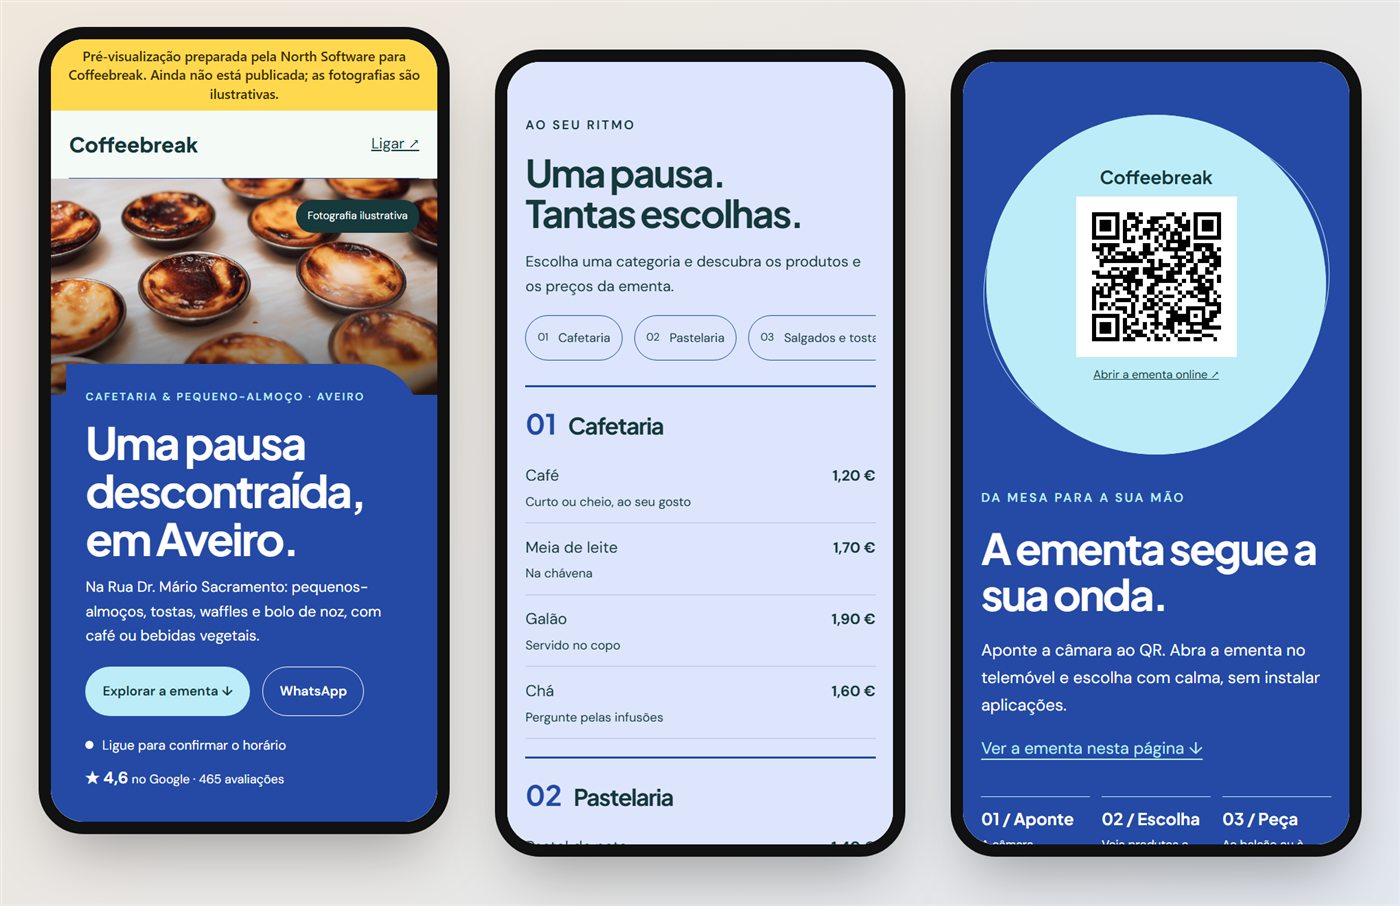 Pré-visualização preparada pela North Software para
Coffeebreak. Ainda não está publicada; as fotografias são
ilustrativas.
Coffeebreak
Ligar ↗
Fotografia ilustrativa
CAFETARIA & PEQUENO-ALMOÇO · AVEIRO
Uma pausa
descontraída,
em Aveiro.
Na Rua Dr. Mário Sacramento: pequenos-
almoços, tostas, waffles e bolo de noz, com
café ou bebidas vegetais.
Explorar a ementa ↓
WhatsApp
Ligue para confirmar o horário
★ 4,6 no Google · 465 avaliações
AO SEU RITMO
Uma pausa.
Tantas escolhas.
Escolha uma categoria e descubra os produtos e
os preços da ementa.
01 Cafetaria
02 Pastelaria
03 Salgados e tosta
01 Cafetaria
Café 1,20 €
Curto ou cheio, ao seu gosto
Meia de leite 1,70 €
Na chávena
Galão 1,90 €
Servido no copo
Chá 1,60 €
Pergunte pelas infusões
02 Pastelaria
Coffeebreak
Abrir a ementa online ↗
DA MESA PARA A SUA MÃO
A ementa segue a
sua onda.
Aponte a câmara ao QR. Abra a ementa no
telemóvel e escolha com calma, sem instalar
aplicações.
Ver a ementa nesta página ↓
01 / Aponte
02 / Escolha
03 / Peça